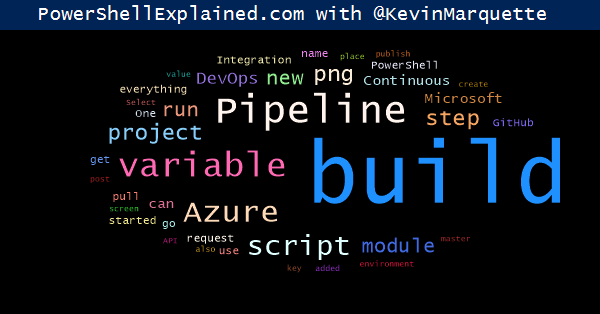 PowerShellExplained.com with @KevinMarquette
name place publish
Integration
PowerShell
value DevOps new png Continuous create
everything
Select
One run Pipeline step Microsoft
GitHub
project
get variable build
post
pull can Azure
screen
started go
request script module master
API also use
key added environment